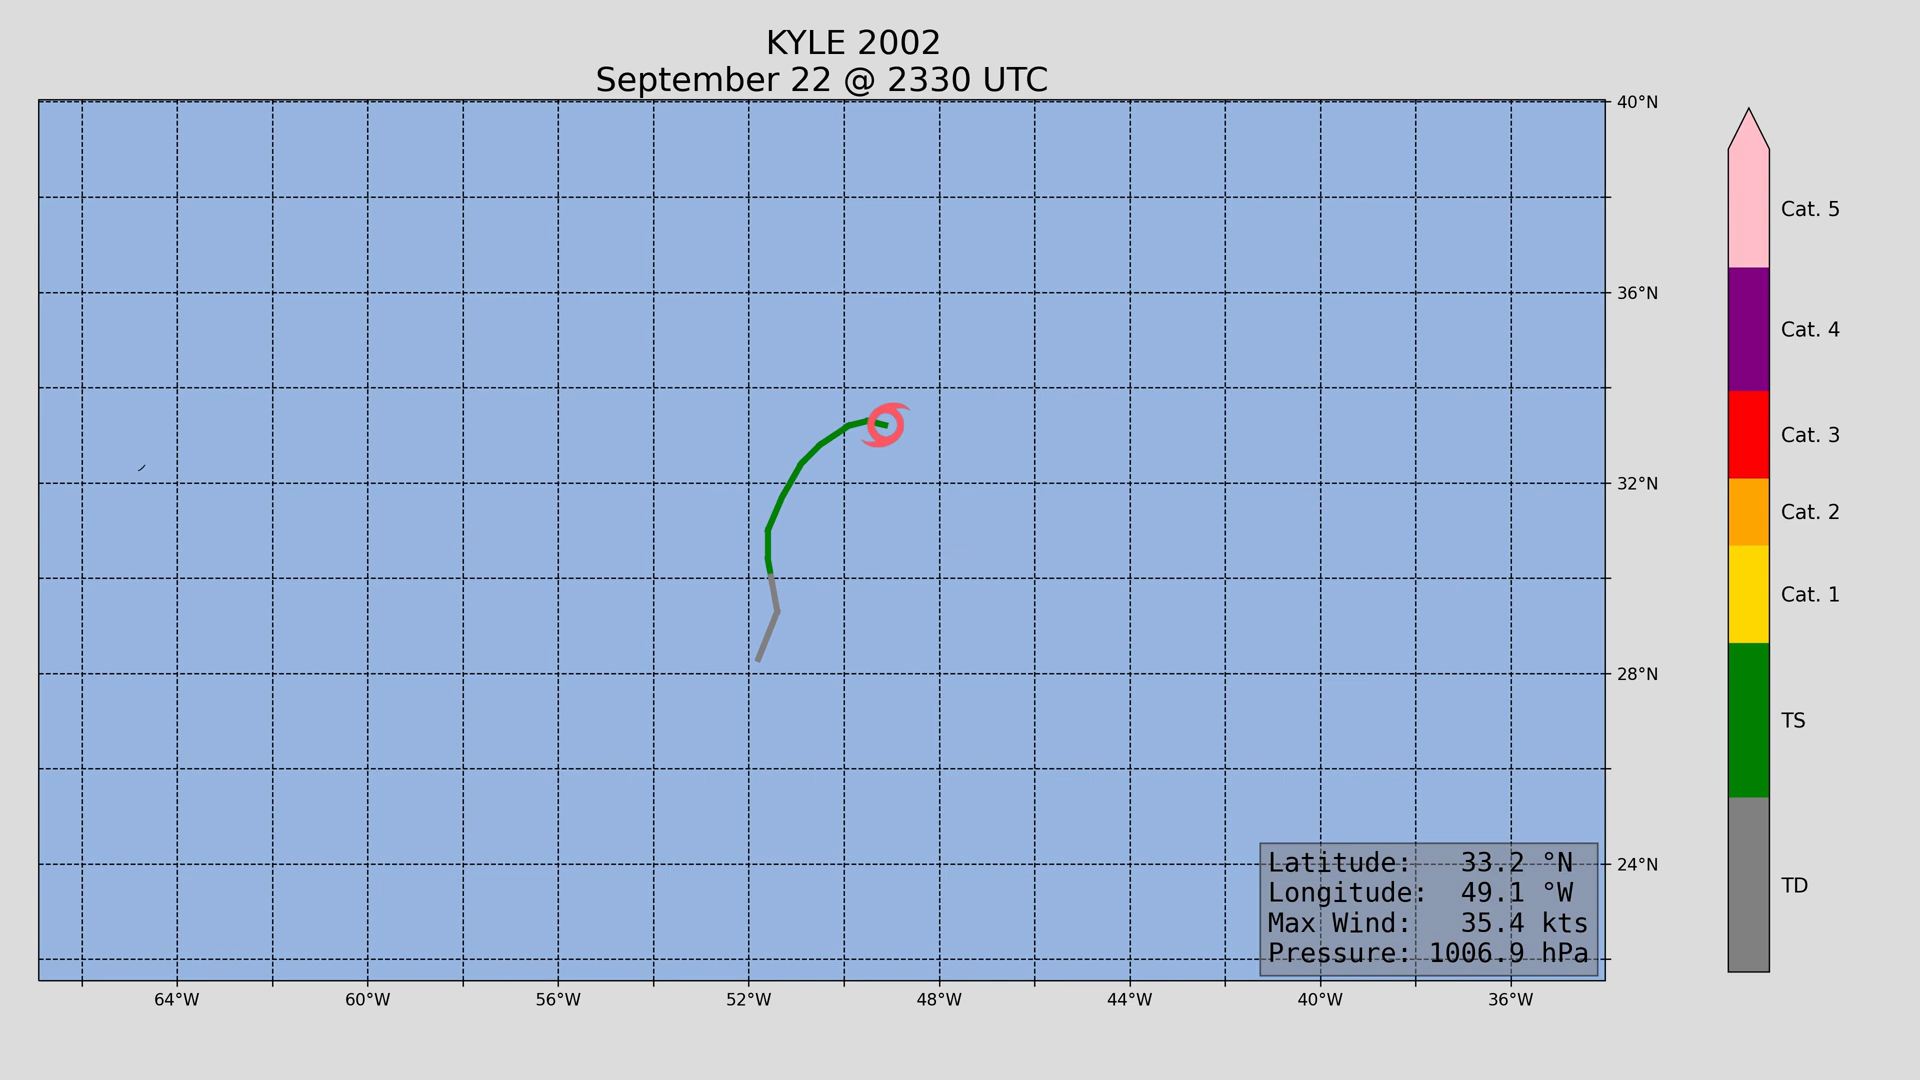 KYLE 2002
September 22 @ 2330 UTC
40°N
36°N
32°N
28°N
24°N
64°W
60°W
56°W
52°W
48°W
44°W
40°W
36°W
Latitude: 33.2 °N
Longitude: 49.1 °W
Max Wind: 35.4 kts
Pressure: 1006.9 hPa
Cat. 5
Cat. 4
Cat. 3
Cat. 2
Cat. 1
TS
TD